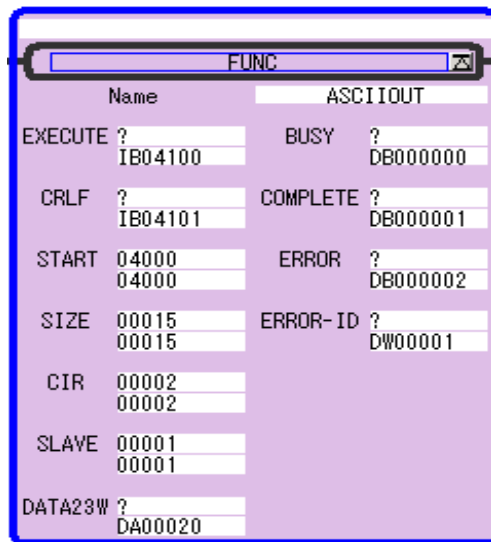 FUNC
Name ASCIIOUT
EXECUTE ? BUSY ?
IB04100 DB000000
CRLF ? COMPLETE ?
IB04101 DB000001
START 04000 ERROR ?
04000 DB000002
SIZE 00015 ERROR-ID ?
00015 DW00001
CIR 00002
00002
SLAVE 00001
00001
DATA23W ?
DA00020